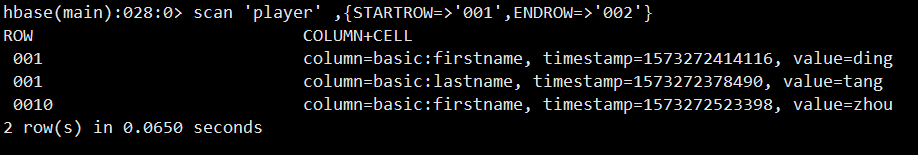 hbase(main):028:0> scan 'player' ,{STARTROW=>'001',ENDROW=>'002'}
ROW COLUMN+CELL
001 column=basic:firstname, timestamp=1573272414116, value=ding
001 column=basic:lastname, timestamp=1573272378490, value=tang
0010 column=basic:firstname, timestamp=1573272523398, value=zhou
2 row(s) in 0.0650 seconds